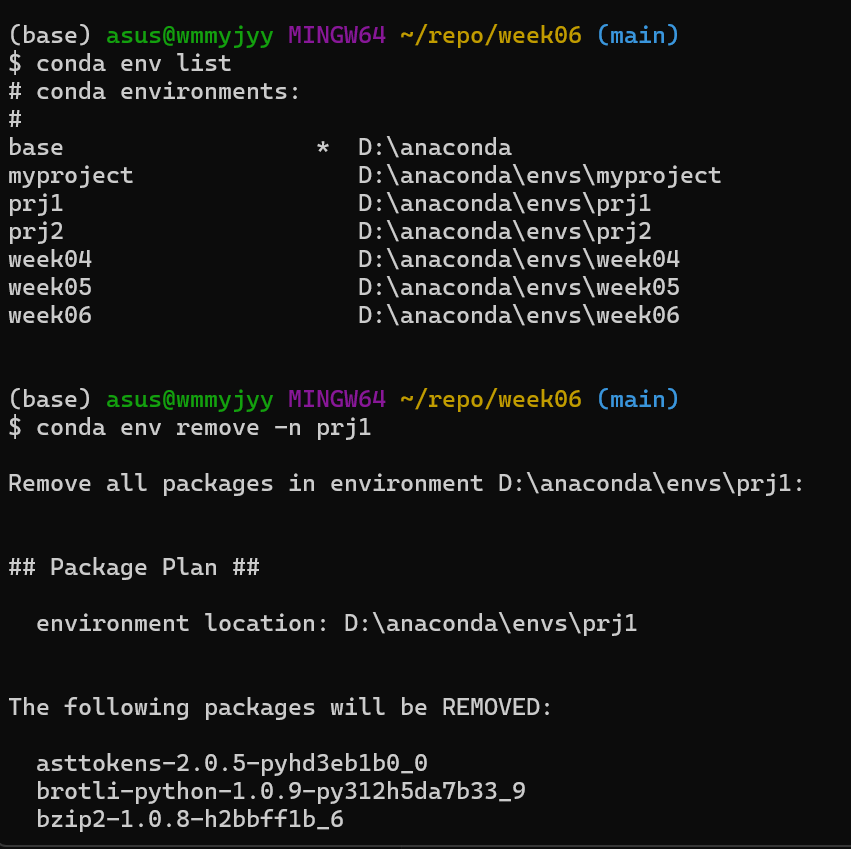 (base) asus@wmmyjyy MINGW64 ~/repo/week06 (main)
$ conda env list
# conda environments:
#
base                  *  D:\anaconda
myproject                D:\anaconda\envs\myproject
prj1                     D:\anaconda\envs\prj1
prj2                     D:\anaconda\envs\prj2
week04                   D:\anaconda\envs\week04
week05                   D:\anaconda\envs\week05
week06                   D:\anaconda\envs\week06
(base) asus@wmmyjyy MINGW64 ~/repo/week06 (main)
$ conda env remove -n prj1
Remove all packages in environment D:\anaconda\envs\prj1:
## Package Plan ##
  environment location: D:\anaconda\envs\prj1
The following packages will be REMOVED:
  asttokens-2.0.5-pyhd3eb1b0_0
  brotli-python-1.0.9-py312h5da7b33_9
  bzip2-1.0.8-h2bbff1b_6